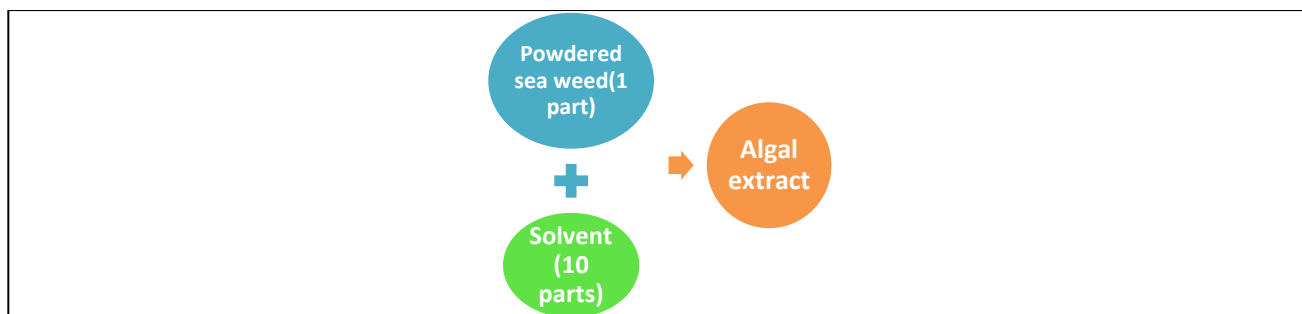 Powdered
sea weed(1
part)
Algal
extract
Solvent
(10
parts)